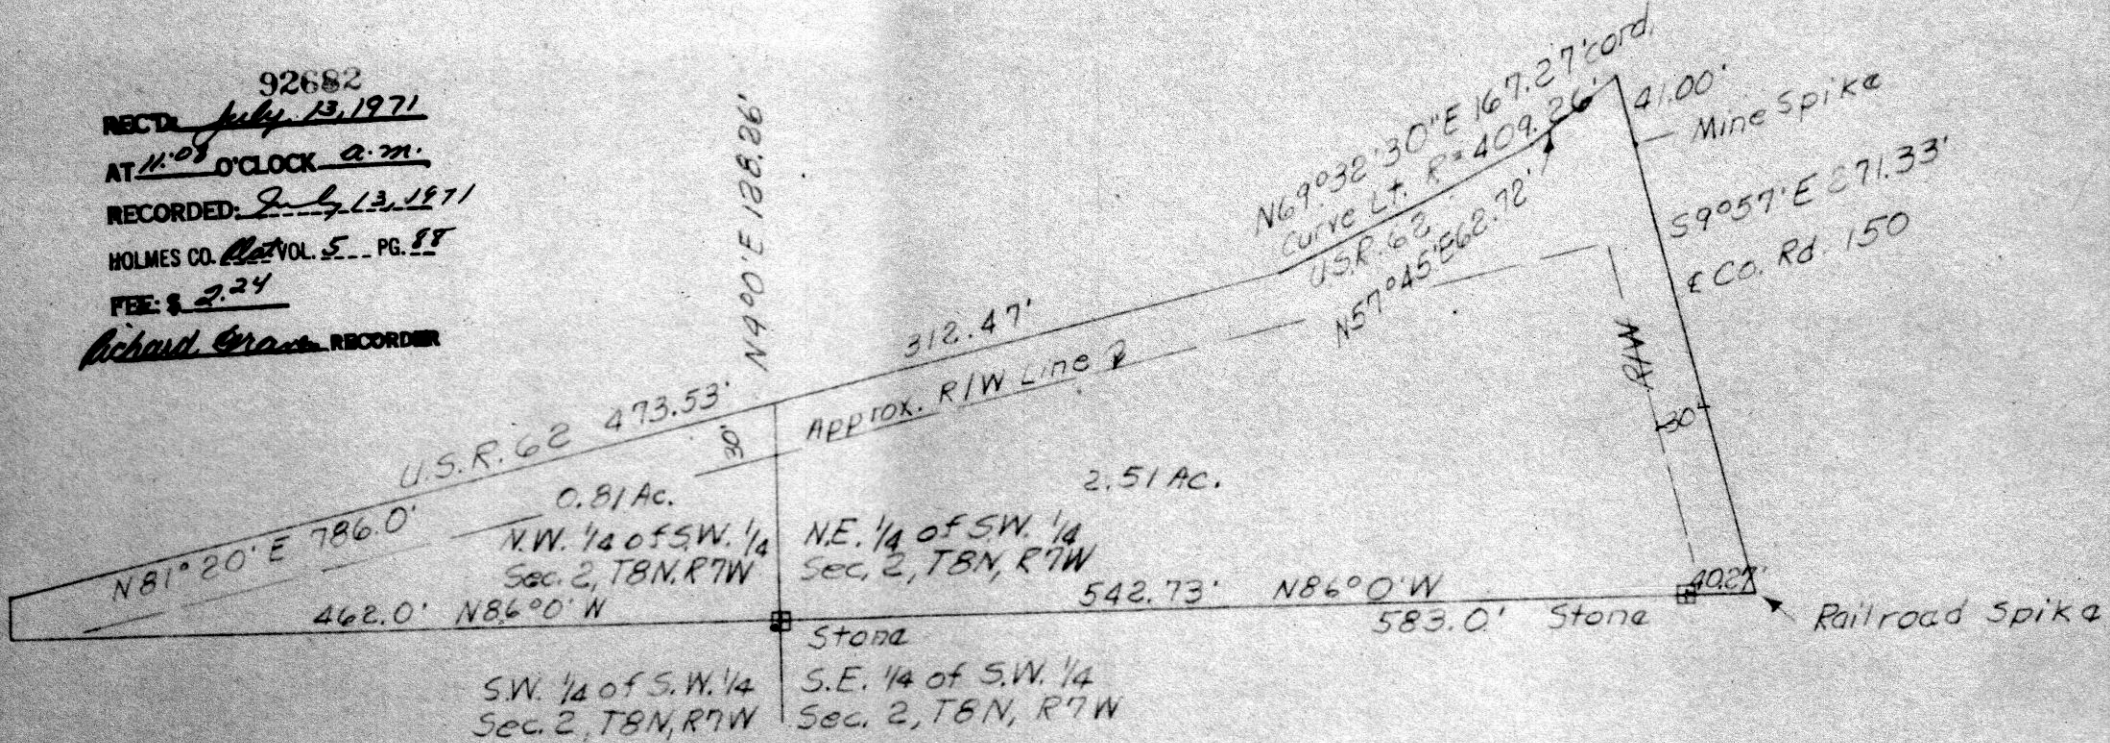 92682
REC'D. July 13, 1971
AT 11:08 O'CLOCK a.m.
RECORDED: July 13, 1971
HOLMES CO. Plat VOL. 5 PG. 88
FEE: $ 2.24
Richard RECORDER
N4°0'E 128.26'
N69°32'30"E 167.27' cord.
Curve Lt. R=409.26'
U.S.R. 62
N57°45'E 62.72'
41.00'
Mine Spike
S9°57'E 271.33'
℄ Co. Rd. 150
312.47'
U.S.R. 62 473.53'
Approx. R/W Line
30'
R/W
30'
N81°20'E 786.0'
0.81 Ac.
2.51 Ac.
N.W. 1/4 of S.W. 1/4
Sec. 2, T8N, R7W
N.E. 1/4 of S.W. 1/4
Sec. 2, T8N, R7W
462.0' N86°0'W
542.73' N86°0'W
40.27'
583.0' Stone
Railroad Spike
Stone
S.W. 1/4 of S.W. 1/4
Sec. 2, T8N, R7W
S.E. 1/4 of S.W. 1/4
Sec. 2, T8N, R7W